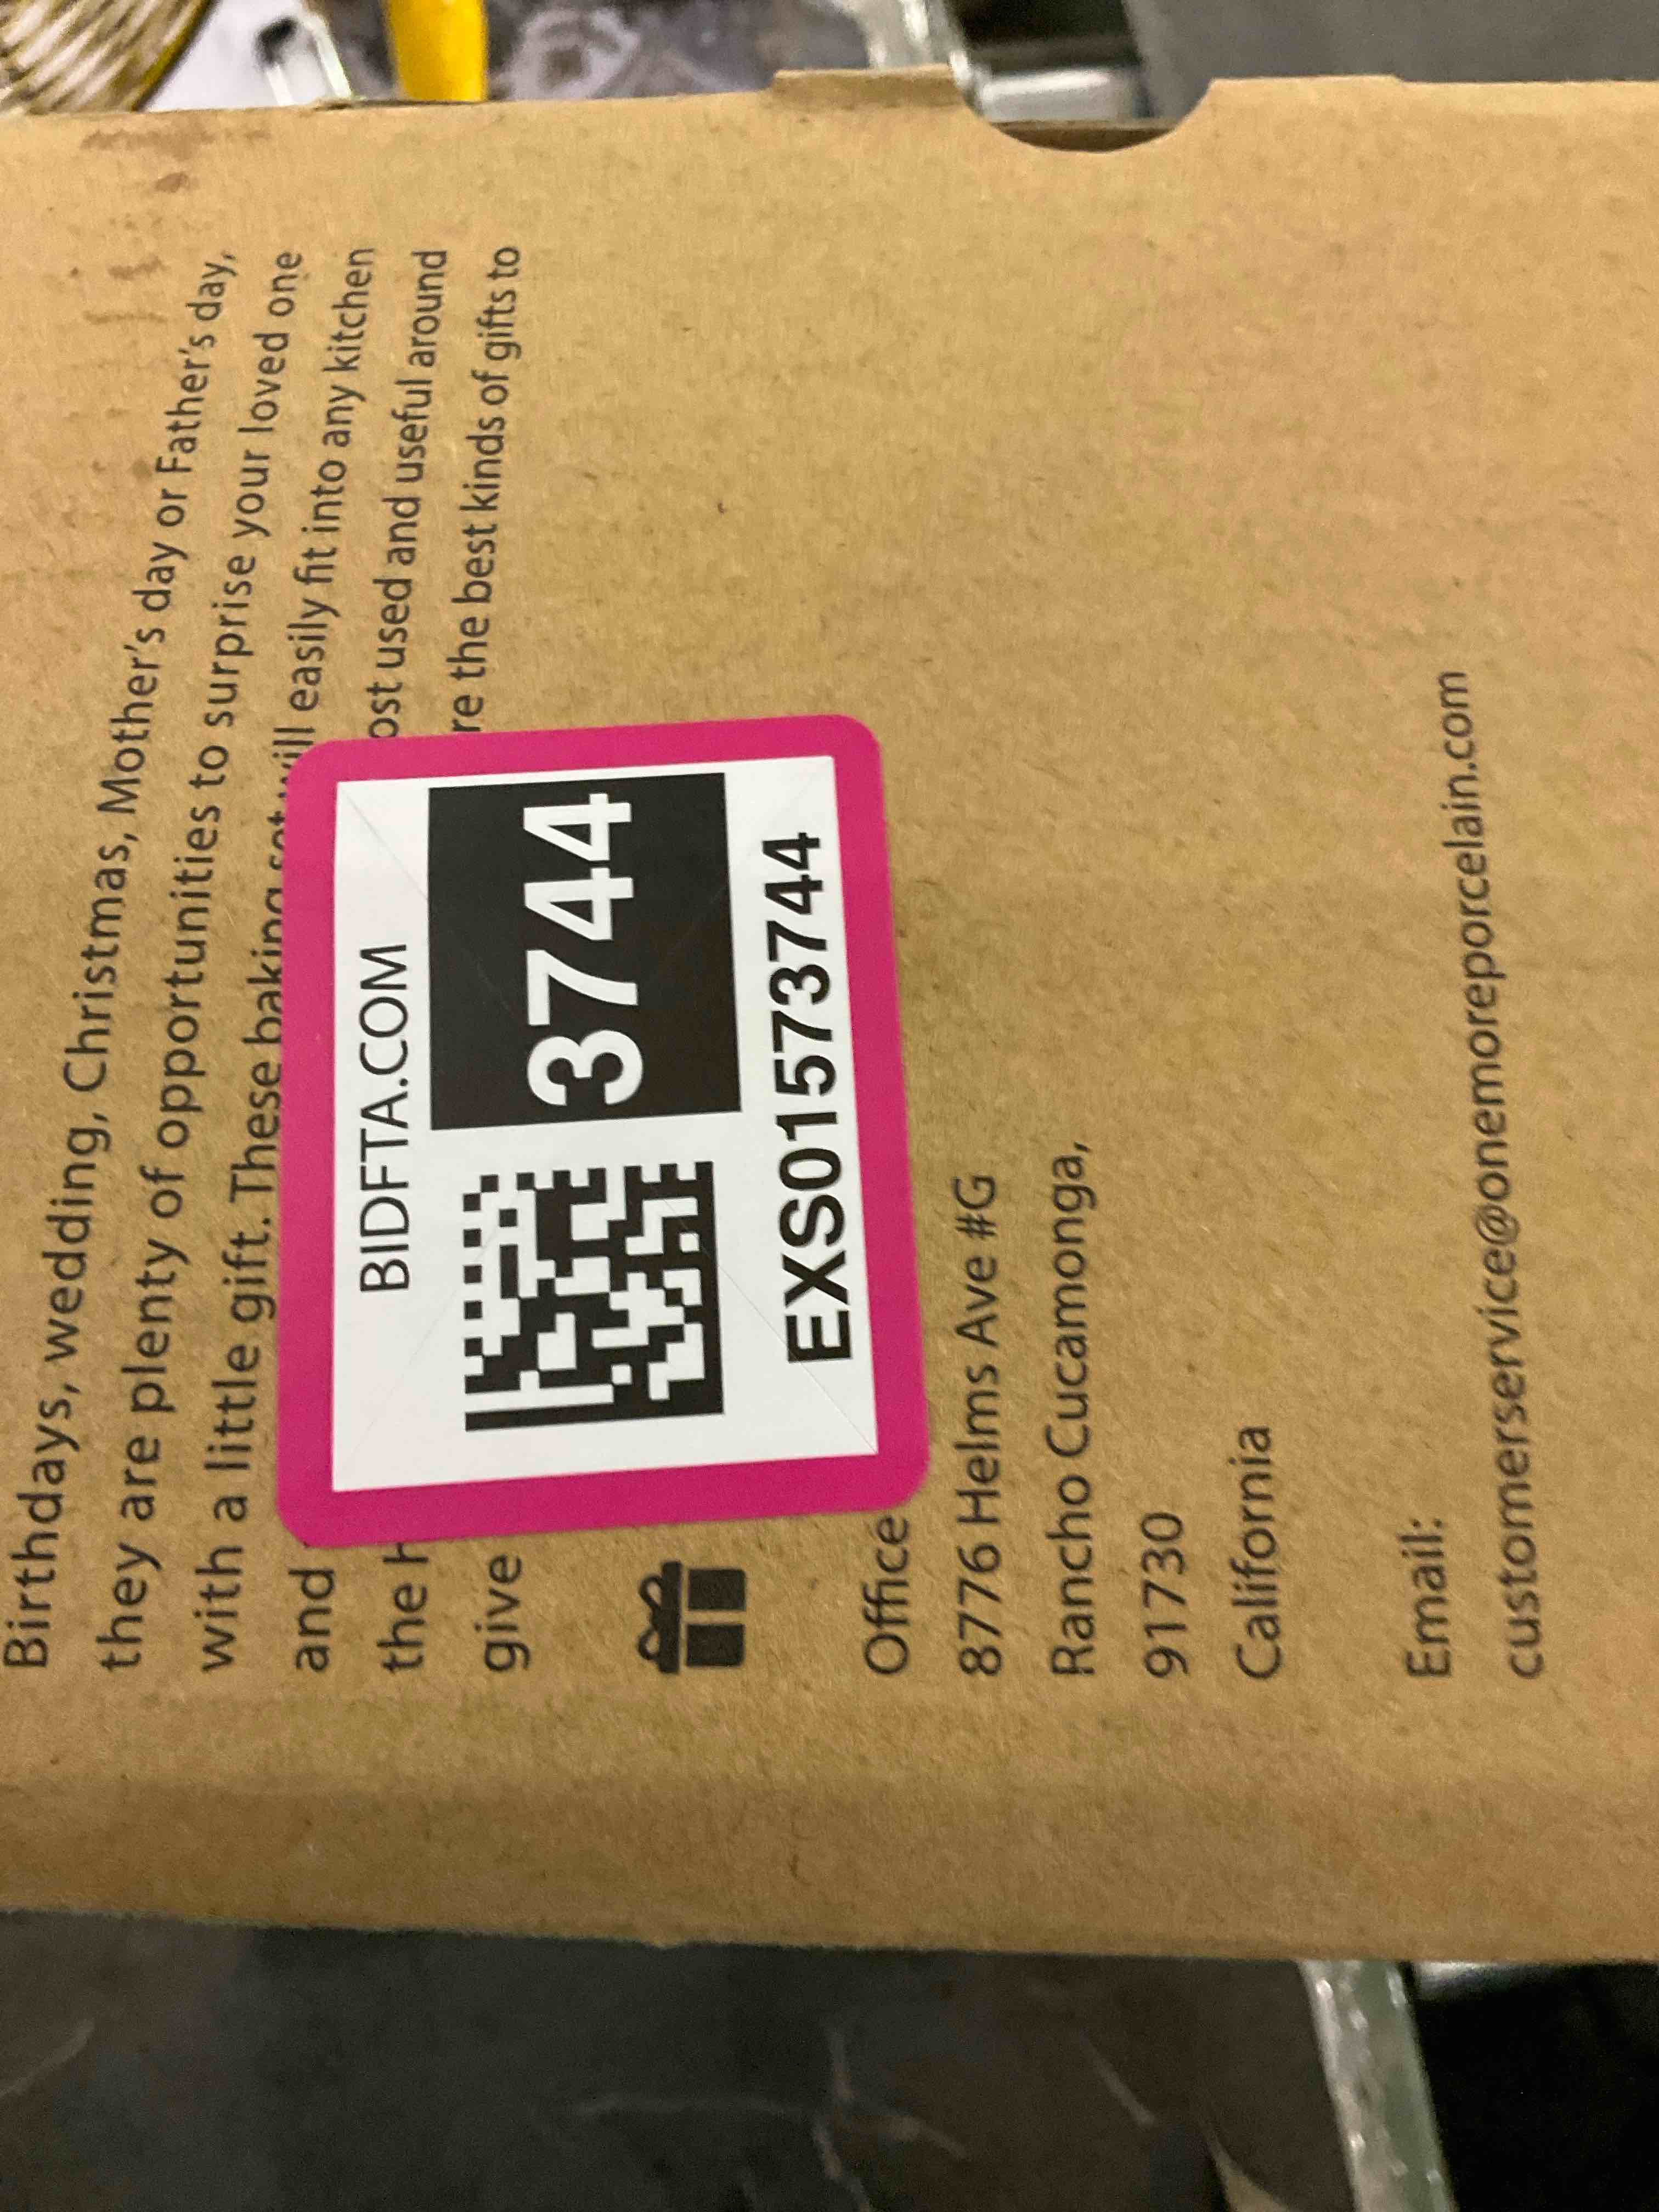 Birthdays, wedding, Christmas, Mother's day or Father's day,
they are plenty of opportunities to surprise your loved one
with a little gift. These baking set will easily fit into any kitchen
and ost used and useful around
the h re the best kinds of gifts to
give
BIDFTA.COM
3744
EXS01573744
Office
8776 Helms Ave #G
Rancho Cucamonga,
91730
California
Email:
customerservice@onemoreporcelain.com